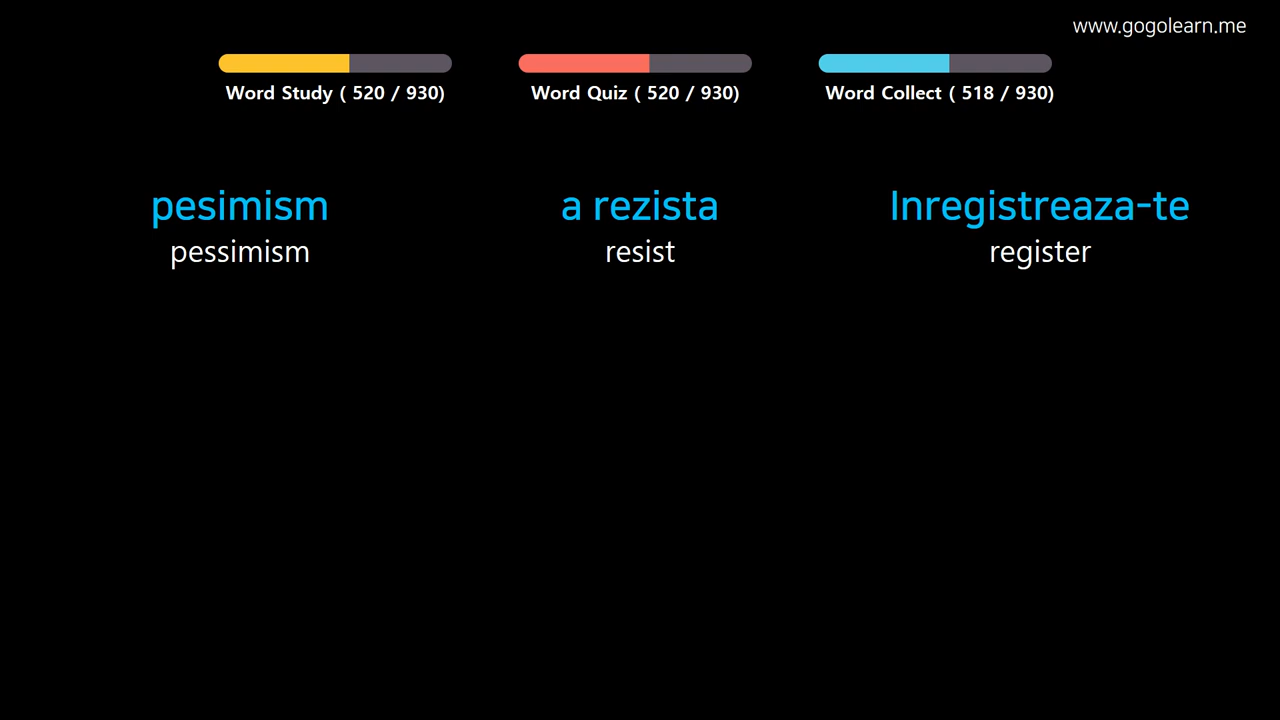 www.gogolearn.me
Word Study ( 520 / 930)
Word Quiz ( 520 / 930)
Word Collect ( 518 / 930)
pesimism
pessimism
a rezista
resist
Inregistreaza-te
register